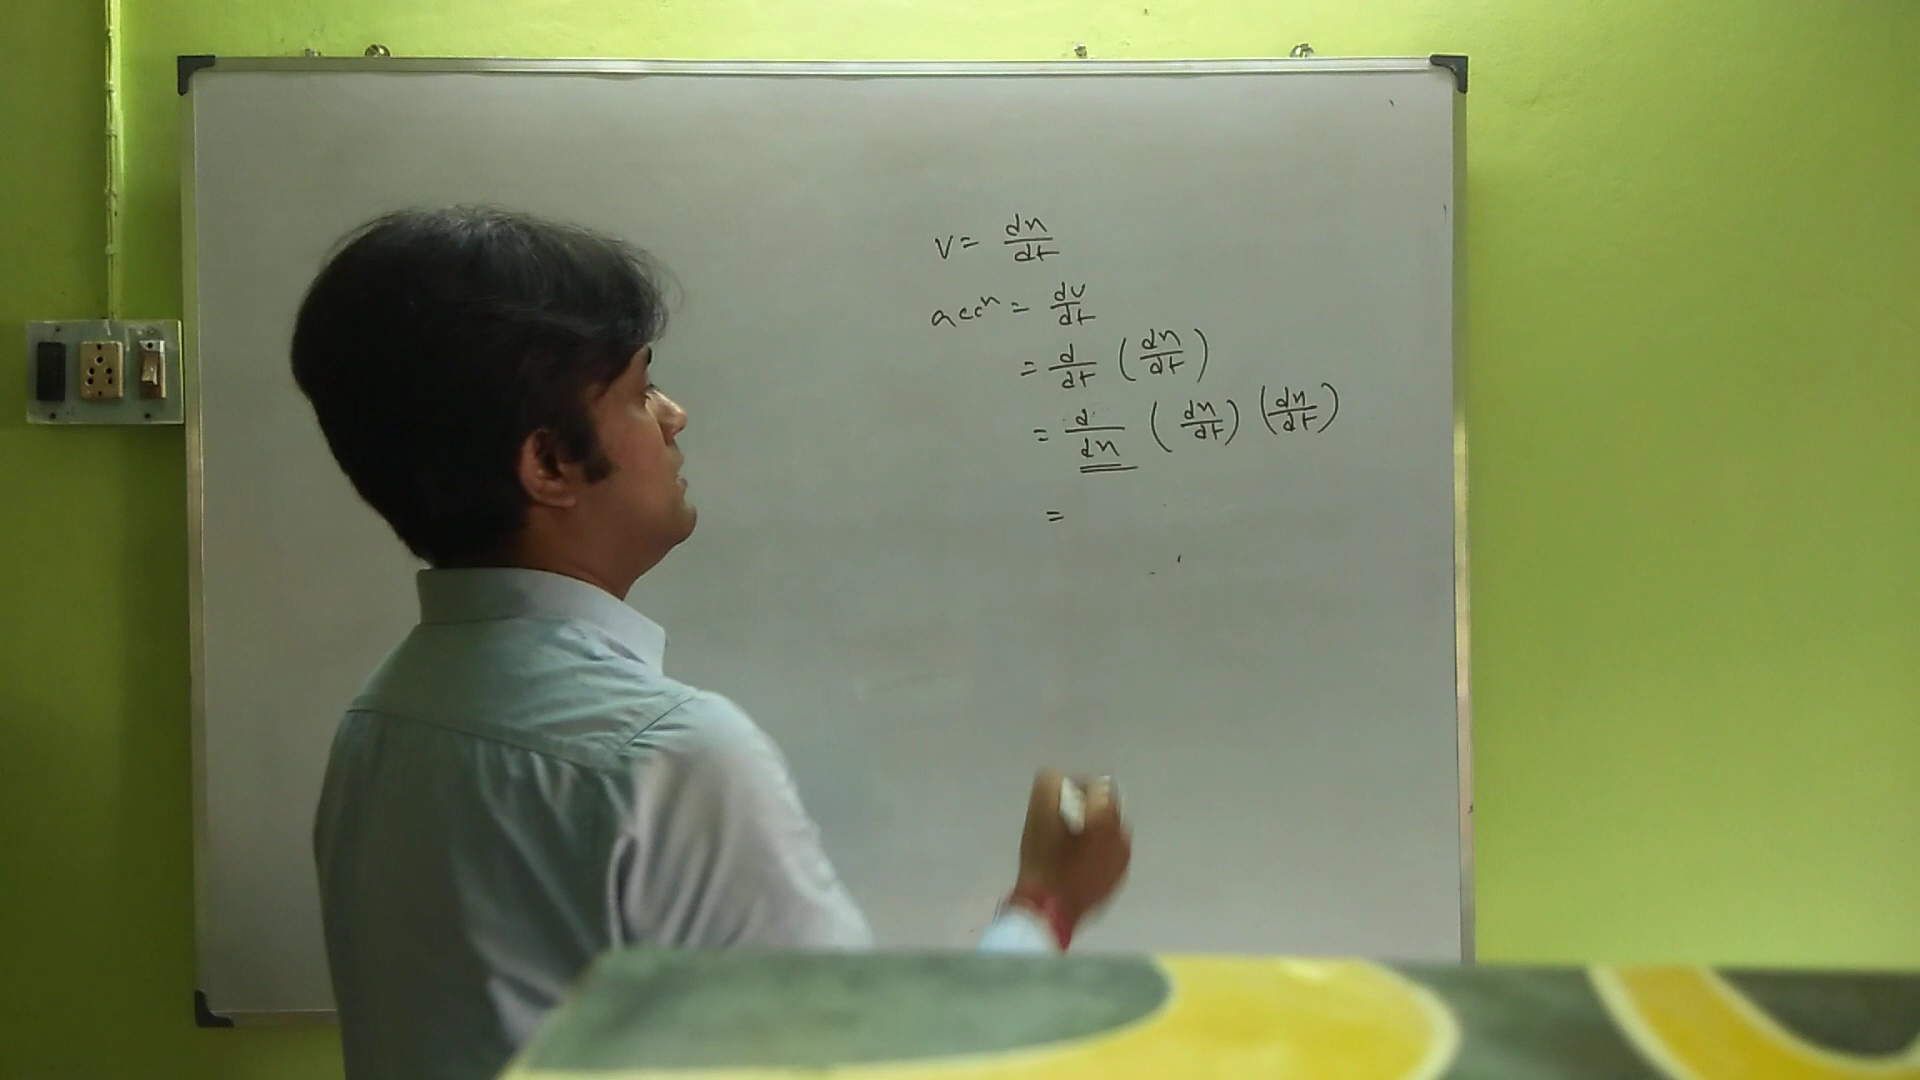 v = dx/dt
accⁿ = dv/dt
= d/dt (dx/dt)
= d/dx (dx/dt) (dx/dt)
=